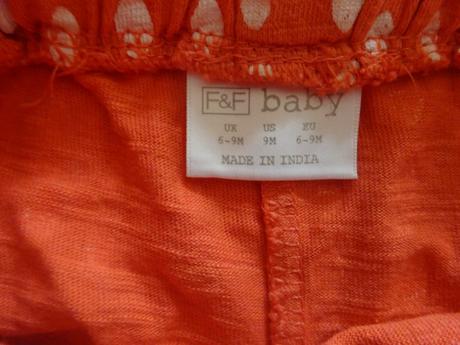 F&F baby
UK US EU
6-9M 9M 6-9M
MADE IN INDIA